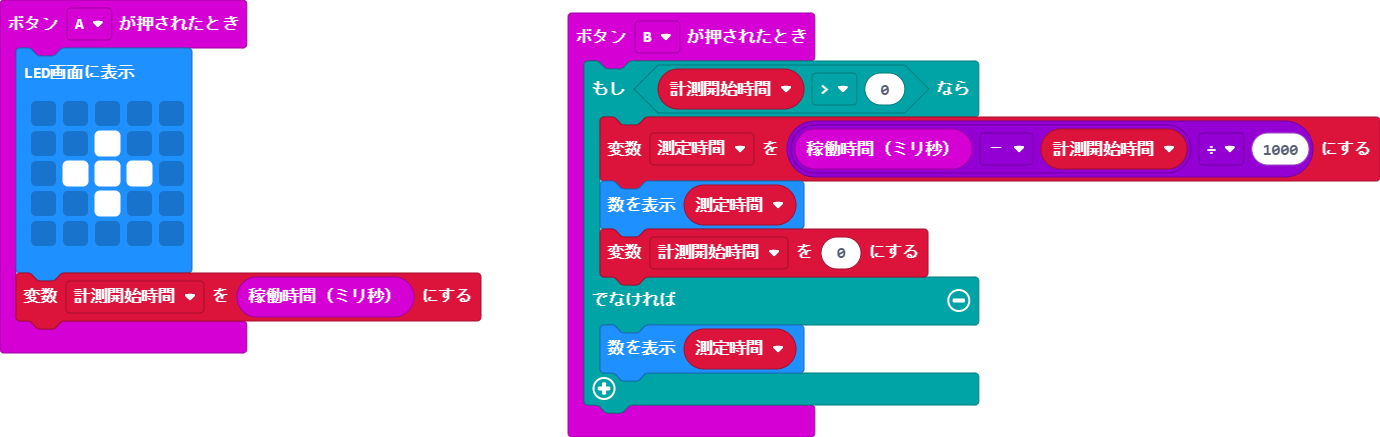 ボタン A が押されたとき
LED画面に表示
変数 計測開始時間 を 稼働時間（ミリ秒） にする
ボタン B が押されたとき
もし 計測開始時間 > 0 なら
変数 測定時間 を 稼働時間（ミリ秒） － 計測開始時間 ÷ 1000 にする
数を表示 測定時間
変数 計測開始時間 を 0 にする
でなければ
数を表示 測定時間